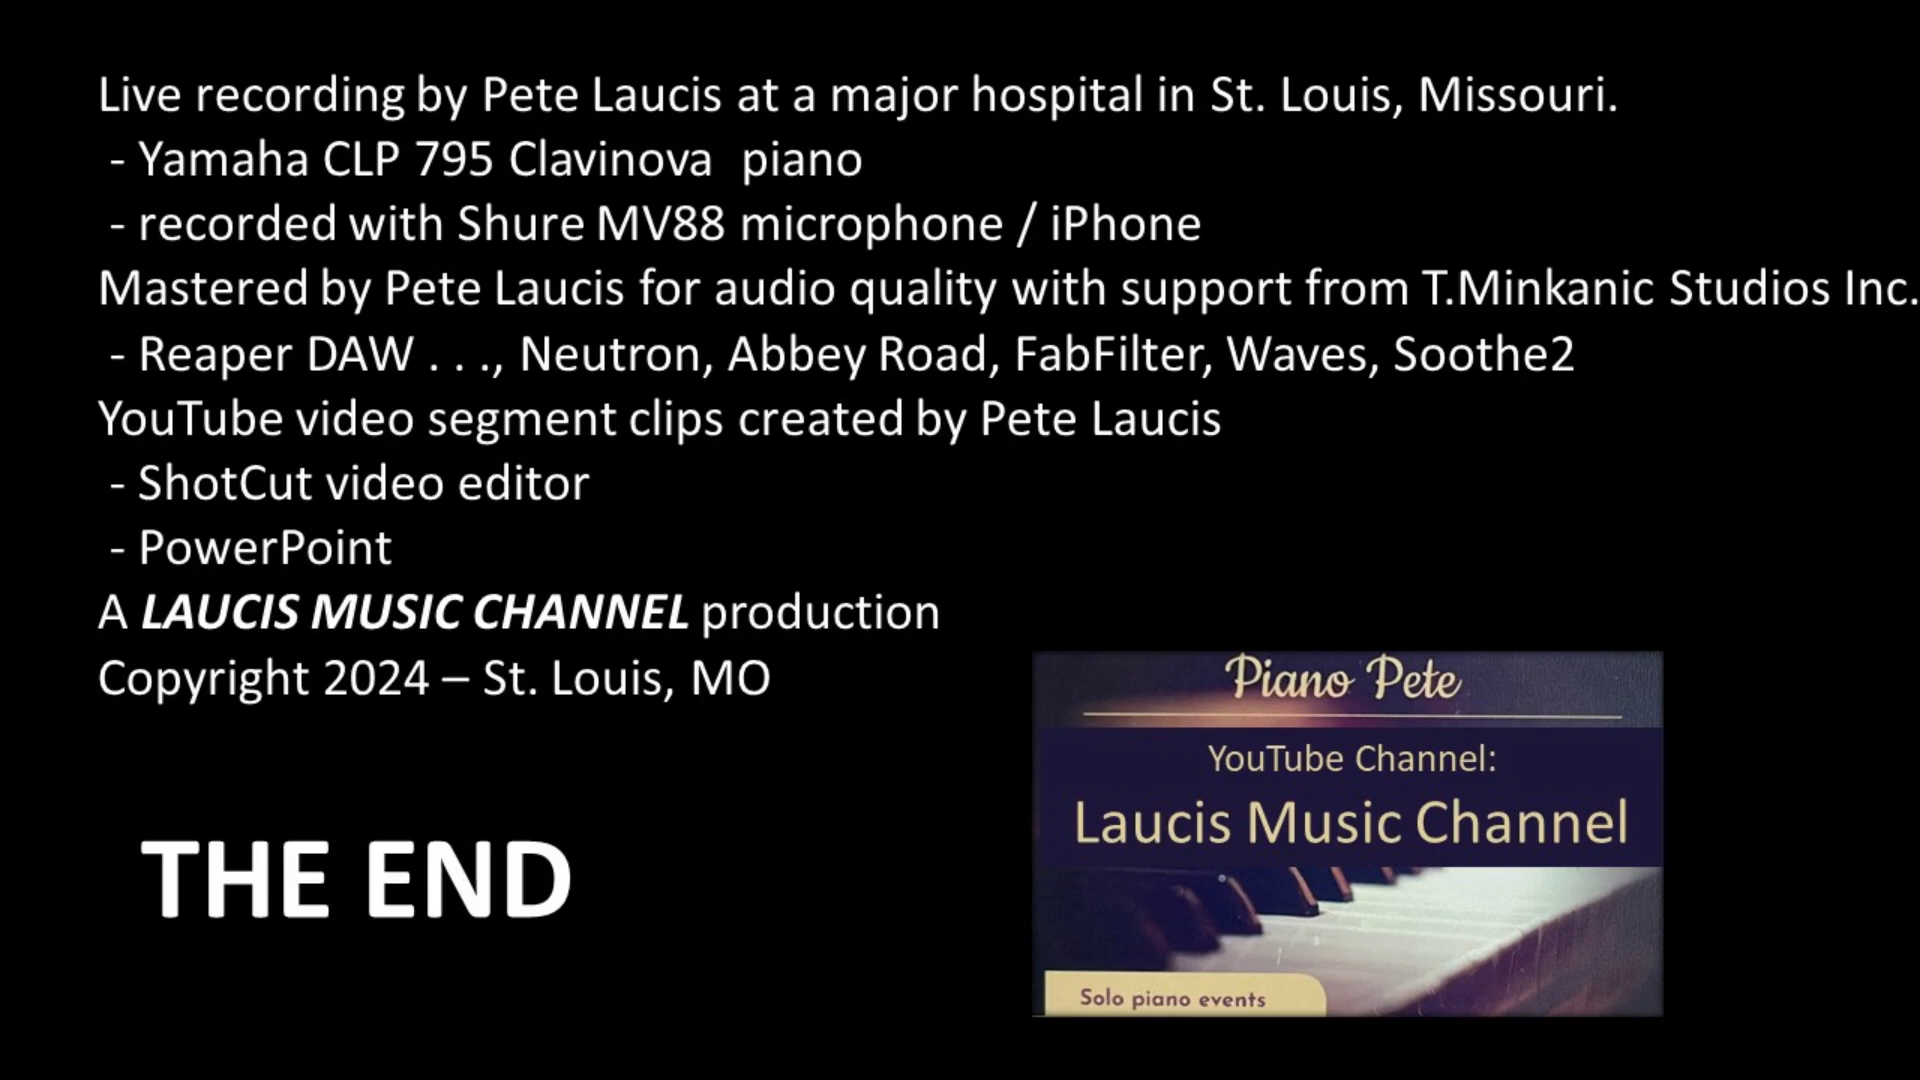 Live recording by Pete Laucis at a major hospital in St. Louis, Missouri.
- Yamaha CLP 795 Clavinova  piano
- recorded with Shure MV88 microphone / iPhone
Mastered by Pete Laucis for audio quality with support from T.Minkanic Studios Inc.
- Reaper DAW . . ., Neutron, Abbey Road, FabFilter, Waves, Soothe2
YouTube video segment clips created by Pete Laucis
- ShotCut video editor
- PowerPoint
A LAUCIS MUSIC CHANNEL production
Copyright 2024 – St. Louis, MO
THE END
Piano Pete
YouTube Channel:
Laucis Music Channel
Solo piano events